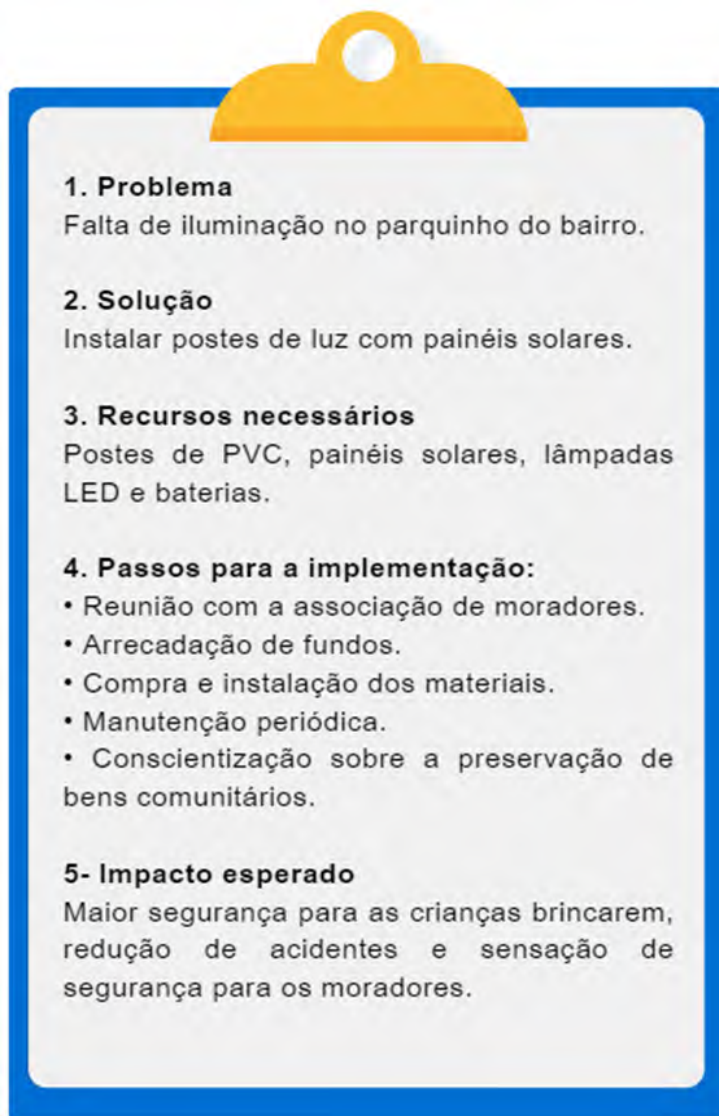 1. Problema
Falta de iluminação no parquinho do bairro.
2. Solução
Instalar postes de luz com painéis solares.
3. Recursos necessários
Postes de PVC, painéis solares, lâmpadas
LED e baterias.
4. Passos para a implementação:
• Reunião com a associação de moradores.
• Arrecadação de fundos.
• Compra e instalação dos materiais.
• Manutenção periódica.
• Conscientização sobre a preservação de
bens comunitários.
5- Impacto esperado
Maior segurança para as crianças brincarem,
redução de acidentes e sensação de
segurança para os moradores.